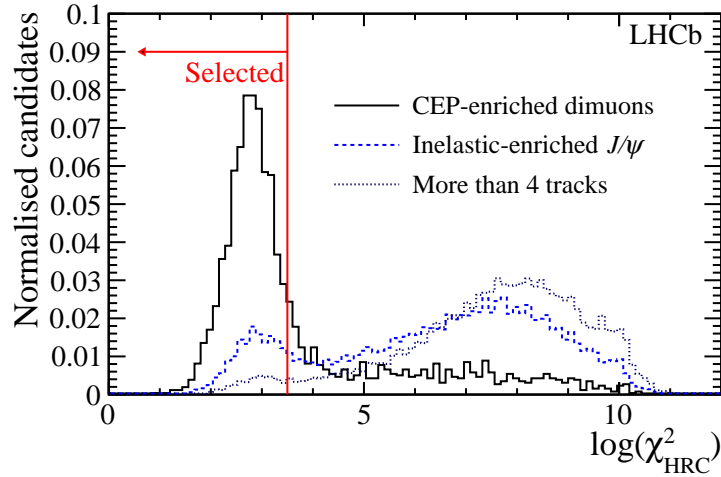 LHCb
Selected
CEP-enriched dimuons
Inelastic-enriched J/ψ
More than 4 tracks
Normalised candidates
0.1
0.09
0.08
0.07
0.06
0.05
0.04
0.03
0.02
0.01
0
0 5 10
log(χ²_HRC)